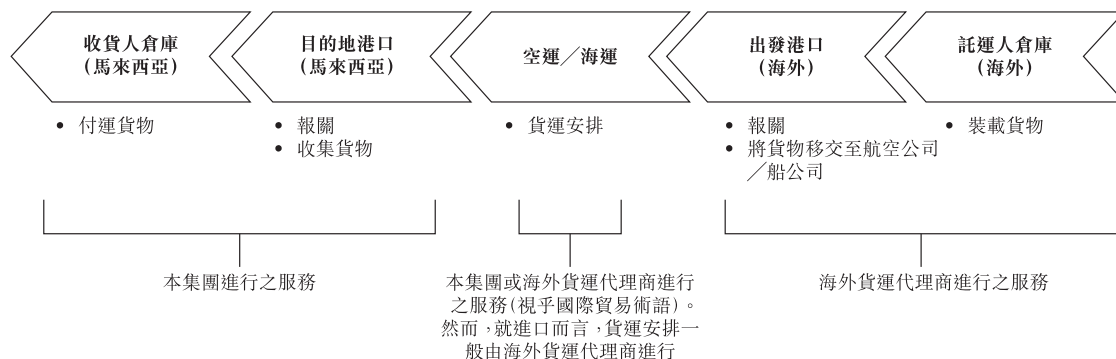 收貨人倉庫
(馬來西亞)
目的地港口
(馬來西亞)
空運／海運
出發港口
(海外)
託運人倉庫
(海外)
• 付運貨物
• 報關
• 收集貨物
• 貨運安排
• 報關
• 將貨物移交至航空公司
／船公司
• 裝載貨物
本集團進行之服務
本集團或海外貨運代理商進行
之服務(視乎國際貿易術語)。
然而，就進口而言，貨運安排一
般由海外貨運代理商進行
海外貨運代理商進行之服務